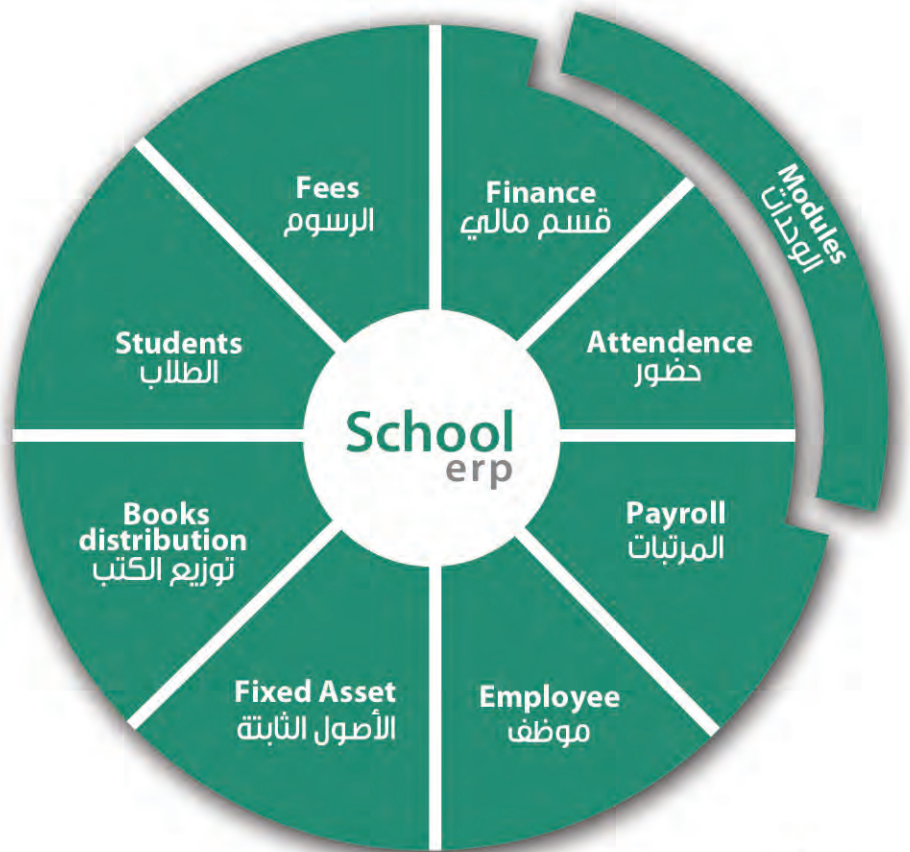 Modules
الوحدات
Fees
الرسوم
Finance
قسم مالي
Students
الطلاب
Attendence
حضور
School
erp
Books
distribution
توزيع الكتب
Payroll
المرتبات
Fixed Asset
الأصول الثابتة
Employee
موظف